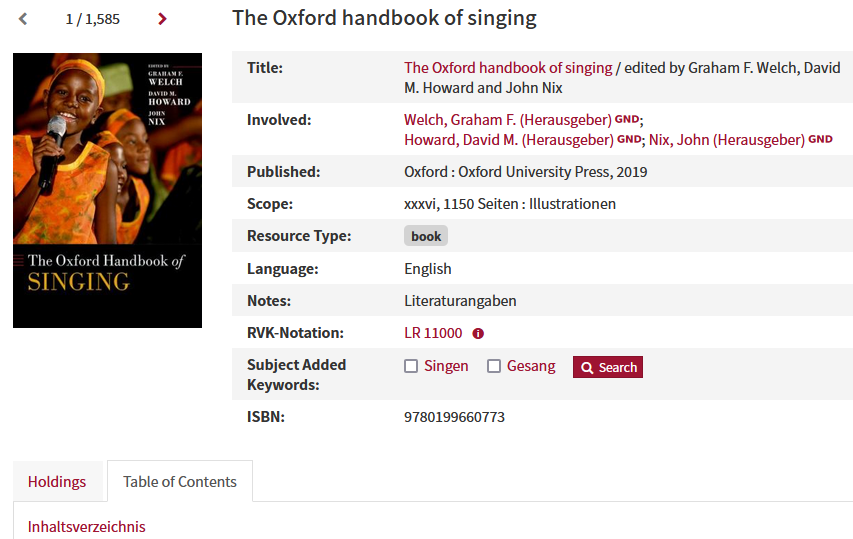 1 / 1,585
The Oxford handbook of singing
EDITED BY
GRAHAM F.
WELCH
DAVID M.
HOWARD
JOHN
NIX
The Oxford Handbook of
SINGING
Title: The Oxford handbook of singing / edited by Graham F. Welch, David
M. Howard and John Nix
Involved: Welch, Graham F. (Herausgeber) GND;
Howard, David M. (Herausgeber) GND; Nix, John (Herausgeber) GND
Published: Oxford : Oxford University Press, 2019
Scope: xxxvi, 1150 Seiten : Illustrationen
Resource Type: book
Language: English
Notes: Literaturangaben
RVK-Notation: LR 11000
Subject Added Singen Gesang Search
Keywords:
ISBN: 9780199660773
Holdings Table of Contents
Inhaltsverzeichnis